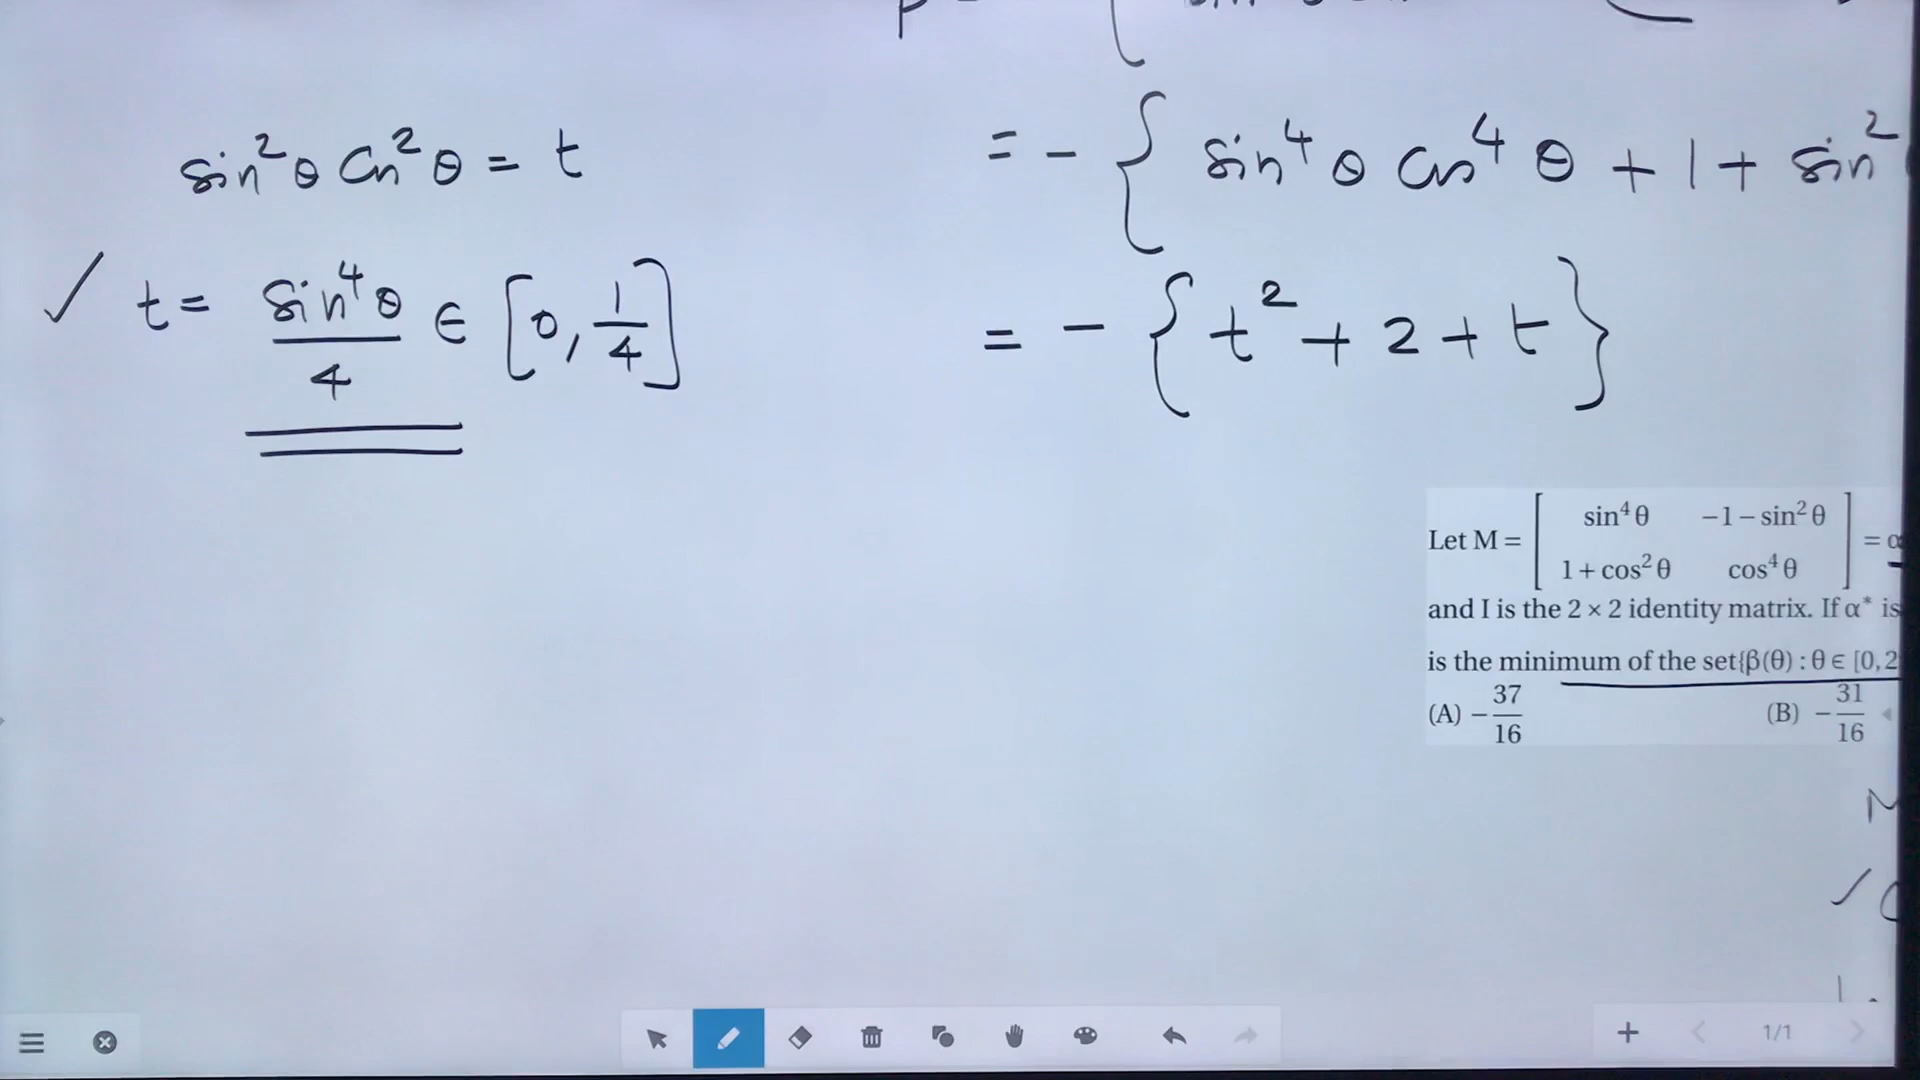 sin²θ cos²θ = t
= - { sin⁴θ cos⁴θ + 1 + sin²
✓ t = sin⁴θ/4 ∈ [0, 1/4]
= - { t² + 2 + t }
Let M = [ sin⁴θ −1−sin²θ
1+cos²θ cos⁴θ ] = α
and I is the 2 × 2 identity matrix. If α* is
is the minimum of the set{β(θ) : θ ∈ [0, 2
(A) −37/16 (B) −31/16
1/1